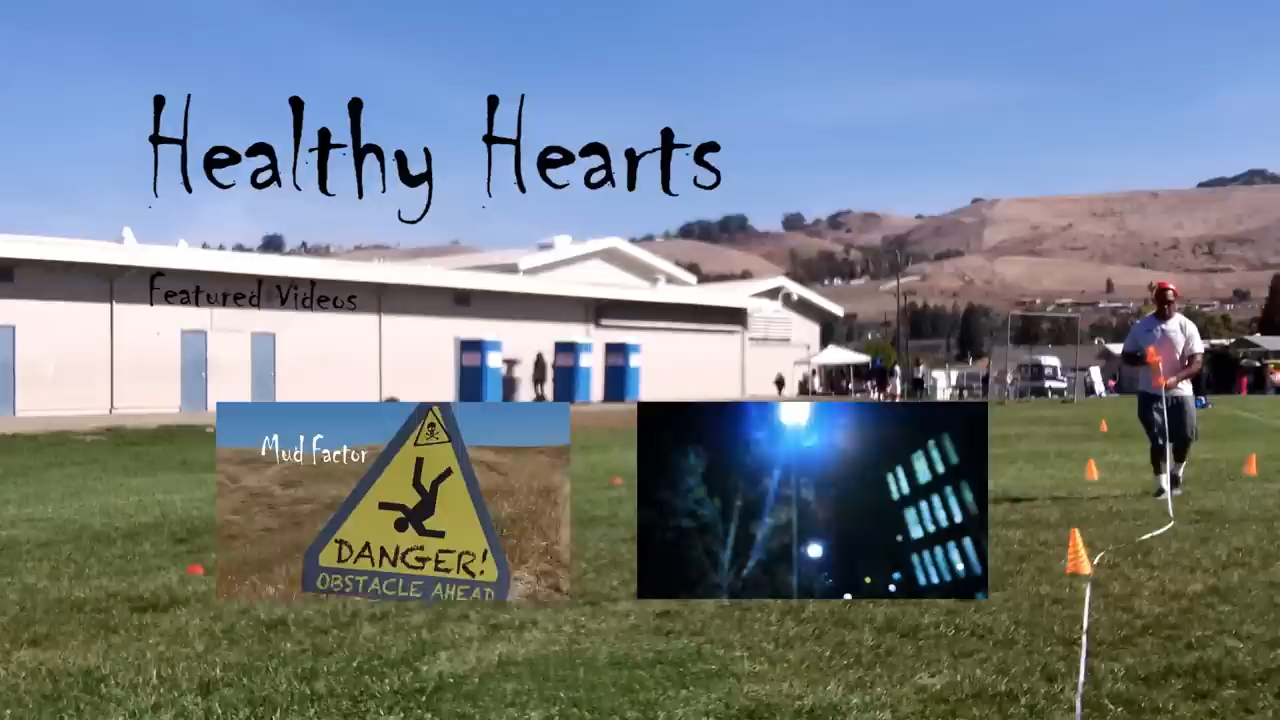 Healthy Hearts
Featured Videos
Mud Factor
DANGER!
OBSTACLE AHEAD